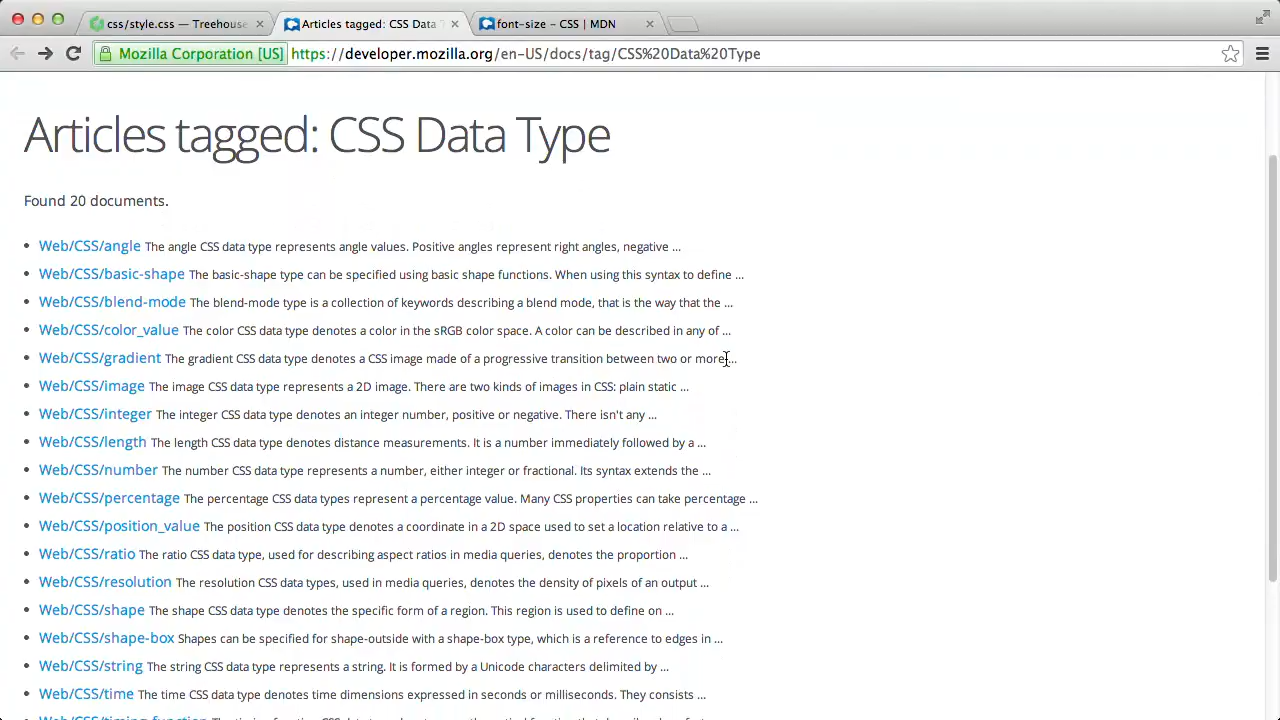 css/style.css — Treehouse
Articles tagged: CSS Data T
font-size - CSS | MDN
Mozilla Corporation [US] https://developer.mozilla.org/en-US/docs/tag/CSS%20Data%20Type
Articles tagged: CSS Data Type
Found 20 documents.
Web/CSS/angle The angle CSS data type represents angle values. Positive angles represent right angles, negative ...
Web/CSS/basic-shape The basic-shape type can be specified using basic shape functions. When using this syntax to define ...
Web/CSS/blend-mode The blend-mode type is a collection of keywords describing a blend mode, that is the way that the ...
Web/CSS/color_value The color CSS data type denotes a color in the sRGB color space. A color can be described in any of ...
Web/CSS/gradient The gradient CSS data type denotes a CSS image made of a progressive transition between two or more ...
Web/CSS/image The image CSS data type represents a 2D image. There are two kinds of images in CSS: plain static ...
Web/CSS/integer The integer CSS data type denotes an integer number, positive or negative. There isn't any ...
Web/CSS/length The length CSS data type denotes distance measurements. It is a number immediately followed by a ...
Web/CSS/number The number CSS data type represents a number, either integer or fractional. Its syntax extends the ...
Web/CSS/percentage The percentage CSS data types represent a percentage value. Many CSS properties can take percentage ...
Web/CSS/position_value The position CSS data type denotes a coordinate in a 2D space used to set a location relative to a ...
Web/CSS/ratio The ratio CSS data type, used for describing aspect ratios in media queries, denotes the proportion ...
Web/CSS/resolution The resolution CSS data types, used in media queries, denotes the density of pixels of an output ...
Web/CSS/shape The shape CSS data type denotes the specific form of a region. This region is used to define on ...
Web/CSS/shape-box Shapes can be specified for shape-outside with a shape-box type, which is a reference to edges in ...
Web/CSS/string The string CSS data type represents a string. It is formed by a Unicode characters delimited by ...
Web/CSS/time The time CSS data type denotes time dimensions expressed in seconds or milliseconds. They consists ...